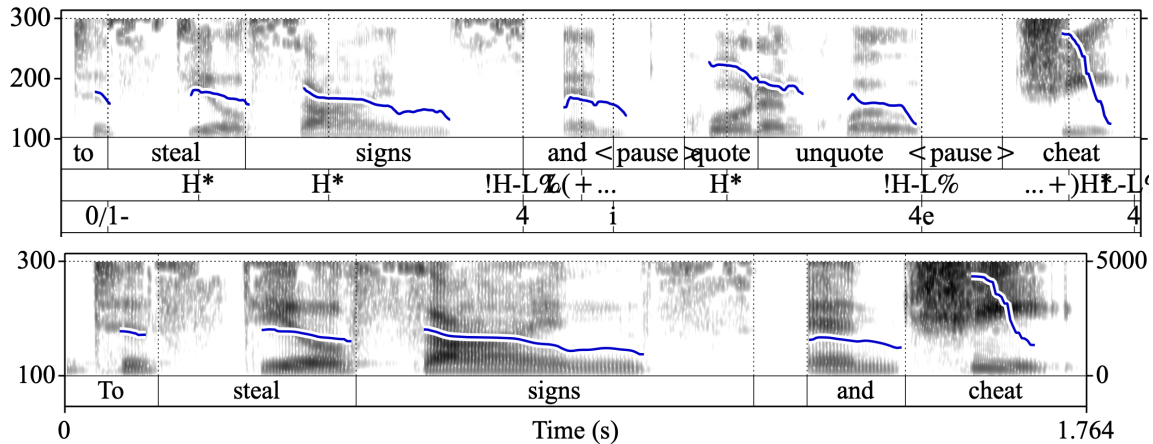 300
200
100
to steal signs and < pause > quote unquote < pause > cheat
H* H* !H-L% L(+... H* !H-L% ...+)H* L-L%
0/1- 4 i 4e 4
300 5000
100 0
To steal signs and cheat
0 Time (s) 1.764